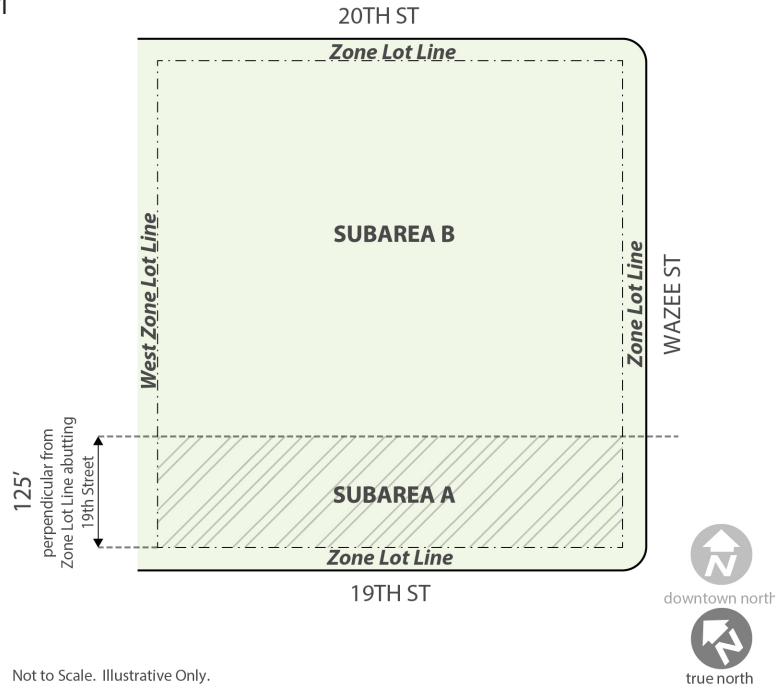 20TH ST
Zone Lot Line
SUBAREA B
West Zone Lot Line
Zone Lot Line
WAZEE ST
125'
perpendicular from
Zone Lot Line abutting
19th Street
SUBAREA A
Zone Lot Line
19TH ST
N
downtown north
N
true north
Not to Scale. Illustrative Only.